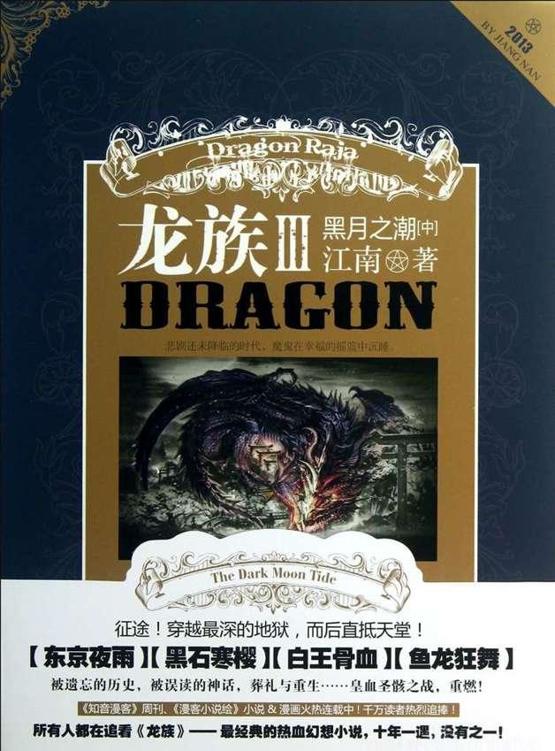 2013
BY JIANG NAN
Dragon Raja
龙族III
黑月之潮[中]
江南 著
DRAGON
悲剧还未降临的时代，魔鬼在幸福的摇篮中沉睡。
The Dark Moon Tide
征途！穿越最深的地狱，而后直抵天堂！
【东京夜雨】【黑石寒樱】【白王骨血】【鱼龙狂舞】
被遗忘的历史，被误读的神话，葬礼与重生……皇血圣骸之战，重燃!
《知音漫客》周刊、《漫客小说绘》小说 & 漫画火热连载中！千万读者热烈追捧！
所有人都在追看《龙族》—— 最经典的热血幻想小说，十年一遇，没有之一！